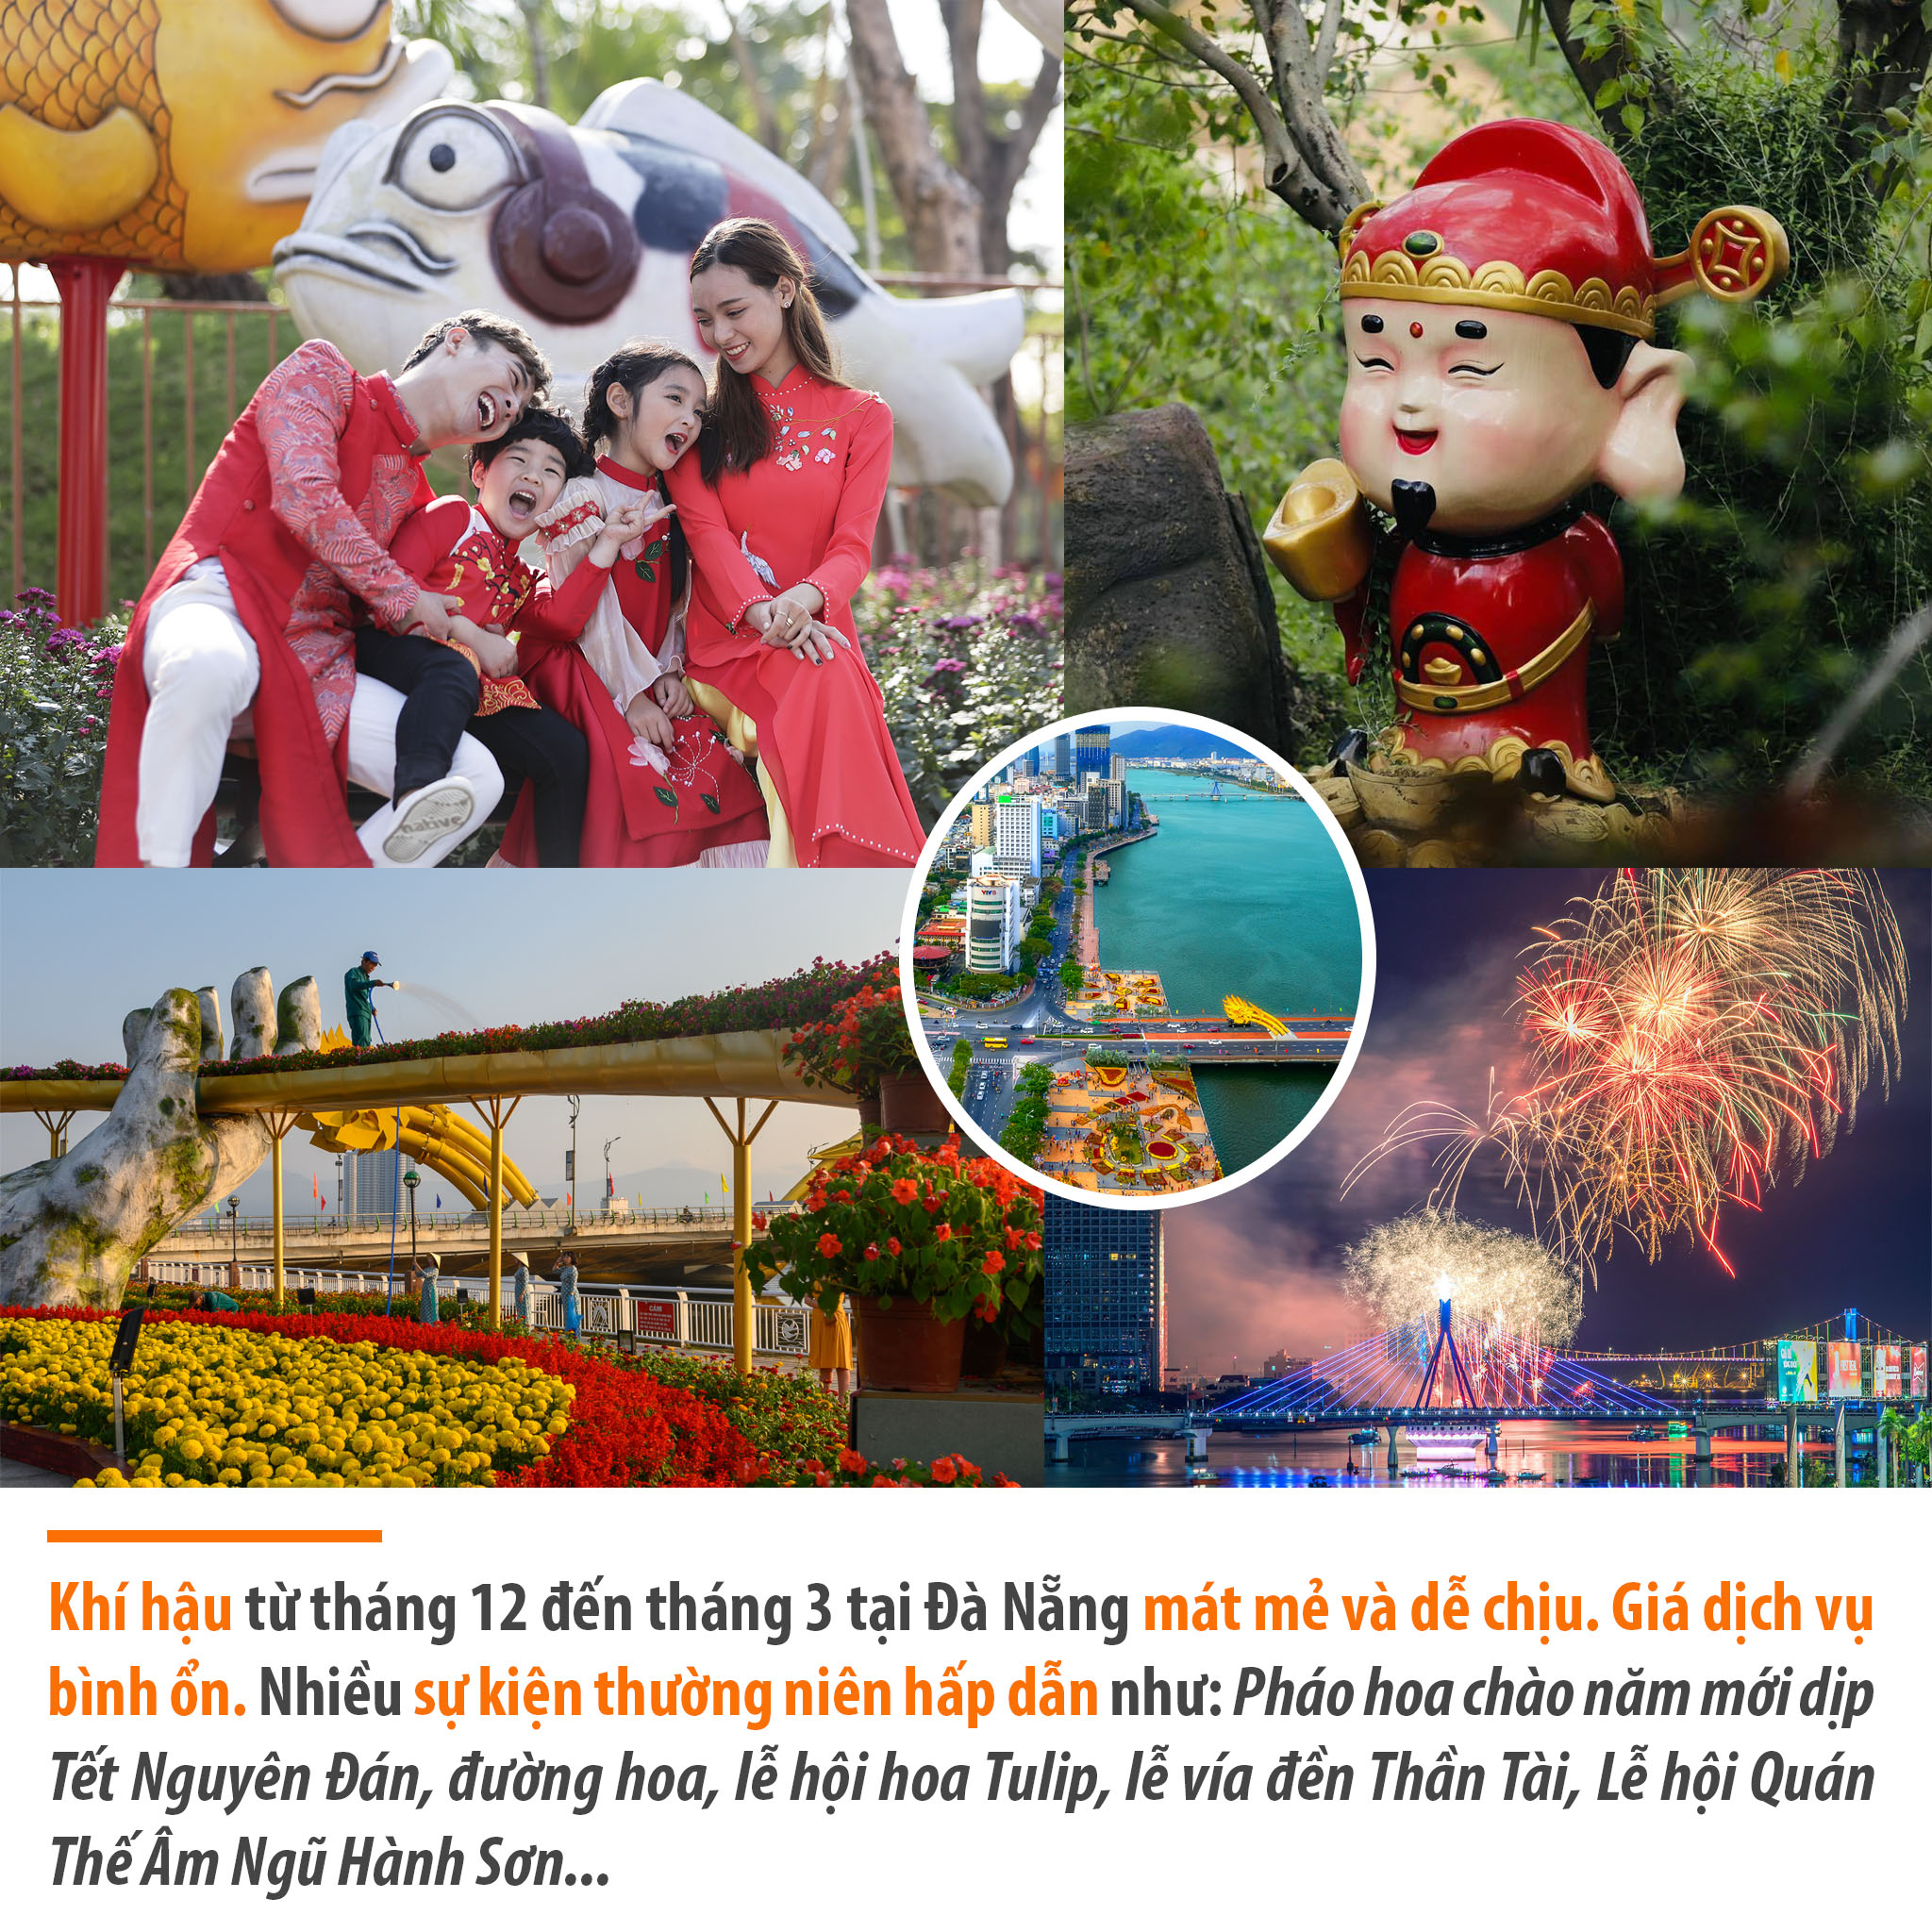 native
VTV8
CẤM
Khí hậu từ tháng 12 đến tháng 3 tại Đà Nẵng mát mẻ và dễ chịu. Giá dịch vụ
bình ổn. Nhiều sự kiện thường niên hấp dẫn như: Pháo hoa chào năm mới dịp
Tết Nguyên Đán, đường hoa, lễ hội hoa Tulip, lễ vía đền Thần Tài, Lễ hội Quán
Thế Âm Ngũ Hành Sơn...